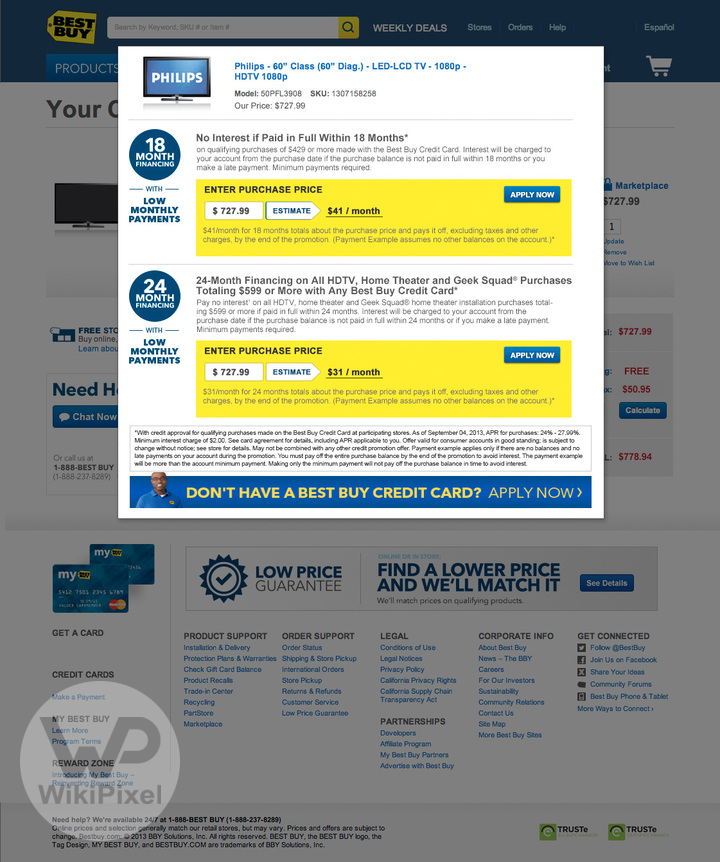 BEST BUY
Search by Keyword, SKU # or Item #
WEEKLY DEALS
Stores
Orders
Help
Español
PRODUCTS
Your C
PHILIPS
Philips - 60" Class (60" Diag.) - LED-LCD TV - 1080p -
HDTV 1080p
Model: 50PFL3908 SKU: 1307158258
Our Price: $727.99
18
MONTH
FINANCING
WITH
LOW
MONTHLY
PAYMENTS
No Interest if Paid in Full Within 18 Months*
on qualifying purchases of $429 or more made with the Best Buy Credit Card. Interest will be charged to
your account from the purchase date if the purchase balance is not paid in full within 18 months or you
make a late payment. Minimum payments required.
ENTER PURCHASE PRICE
APPLY NOW
$ 727.99
ESTIMATE
$41 / month
$41/month for 18 months totals about the purchase price and pays it off, excluding taxes and other
charges, by the end of the promotion. (Payment Example assumes no other balances on the account.)*
24
MONTH
FINANCING
WITH
LOW
MONTHLY
PAYMENTS
24-Month Financing on All HDTV, Home Theater and Geek Squad® Purchases
Totaling $599 or More with Any Best Buy Credit Card*
Pay no interest¹ on all HDTV, home theater and Geek Squad® home theater installation purchases total-
ing $599 or more if paid in full within 24 months. Interest will be charged to your account from the
purchase date if the purchase balance is not paid in full within 24 months or if you make a late payment.
Minimum payments required.
ENTER PURCHASE PRICE
APPLY NOW
$ 727.99
ESTIMATE
$31 / month
$31/month for 24 months totals about the purchase price and pays it off, excluding taxes and other
charges, by the end of the promotion. (Payment Example assumes no other balances on the account.)*
*With credit approval for qualifying purchases made on the Best Buy Credit Card at participating stores. As of September 04, 2013, APR for purchases: 24% - 27.99%.
Minimum interest charge of $2.00. See card agreement for details, including APR applicable to you. Offer valid for consumer accounts in good standing; is subject to
change without notice; see store for details. May not be combined with any other credit promotion offer. Payment example applies only if there are no balances and no
late payments on your account during the promotion. You must pay off the entire purchase balance by the end of the promotion to avoid interest. The payment example
will be more than the account minimum payment. Making only the minimum payment will not pay off the purchase balance in time to avoid interest.
DON'T HAVE A BEST BUY CREDIT CARD? APPLY NOW ›
Marketplace
$727.99
1
Update
Remove
Move to Wish List
FREE STO
Buy online,
Learn abou
$727.99
FREE
$50.95
Calculate
$778.94
Need He
Chat Now
Or call us at
1-888-BEST BUY
(1-888-237-8289)
my BEST BUY
my BEST BUY
GET A CARD
CREDIT CARDS
Make a Payment
MY BEST BUY
Learn More
Program Terms
REWARD ZONE
Introducing My Best Buy –
Revamping Reward Zone
LOW PRICE
GUARANTEE
ONLINE OR IN STORE:
FIND A LOWER PRICE
AND WE'LL MATCH IT
We'll match prices on qualifying products.
See Details
PRODUCT SUPPORT
Installation & Delivery
Protection Plans & Warranties
Check Gift Card Balance
Product Recalls
Trade-in Center
Recycling
PartStore
Marketplace
ORDER SUPPORT
Order Status
Shipping & Store Pickup
International Orders
Store Pickup
Returns & Refunds
Customer Service
Low Price Guarantee
LEGAL
Conditions of Use
Legal Notices
Privacy Policy
California Privacy Rights
California Supply Chain
Transparency Act
PARTNERSHIPS
Developers
Affiliate Program
My Best Buy Partners
Advertise with Best Buy
CORPORATE INFO
About Best Buy
News – The BBY
Careers
For Our Investors
Sustainability
Community Relations
Contact Us
Site Map
More Best Buy Sites
GET CONNECTED
Follow @BestBuy
Join Us on Facebook
Share Your Ideas
Community Forums
Best Buy Phone & Tablet
More Ways to Connect ›
WP
WikiPixel
Need help? We're available 24/7 at 1-888-BEST BUY (1-888-237-8289)
Online prices and selection generally match our retail stores, but may vary. Prices and offers are subject to
change. Bestbuy.com: © 2013 BBY Solutions, Inc. All rights reserved. BEST BUY, the BEST BUY logo, the
Tag Design, MY BEST BUY, and BESTBUY.COM are trademarks of BBY Solutions, Inc.
TRUSTe
TRUSTe